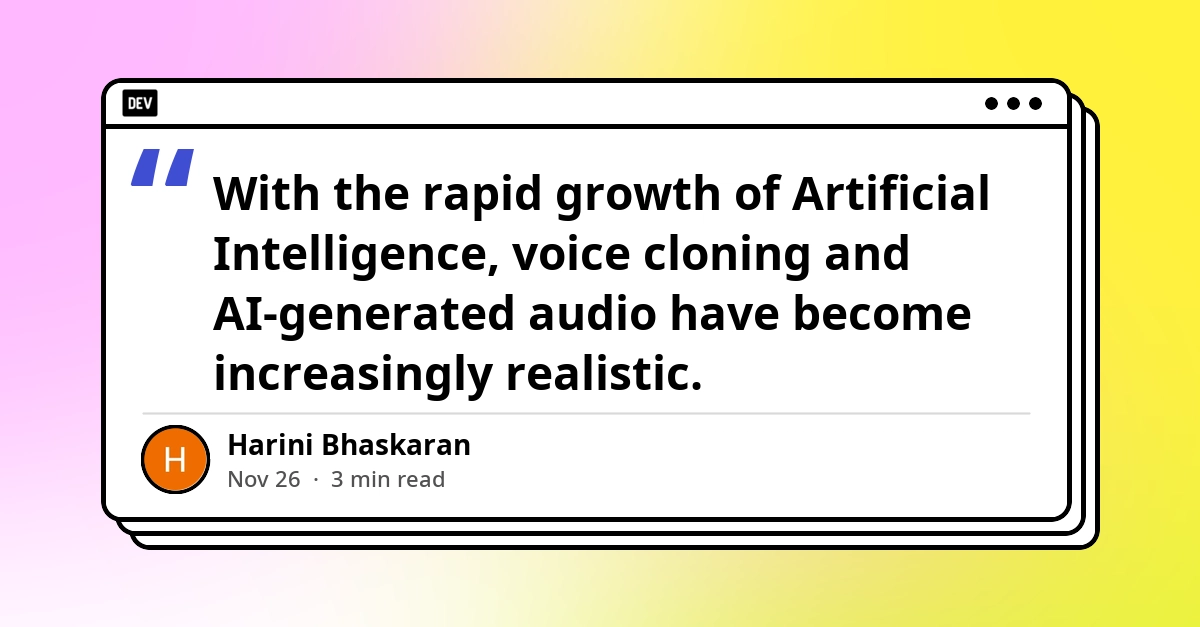 DEV
“
With the rapid growth of Artificial
Intelligence, voice cloning and
AI-generated audio have become
increasingly realistic.
H
Harini Bhaskaran
Nov 26 · 3 min read